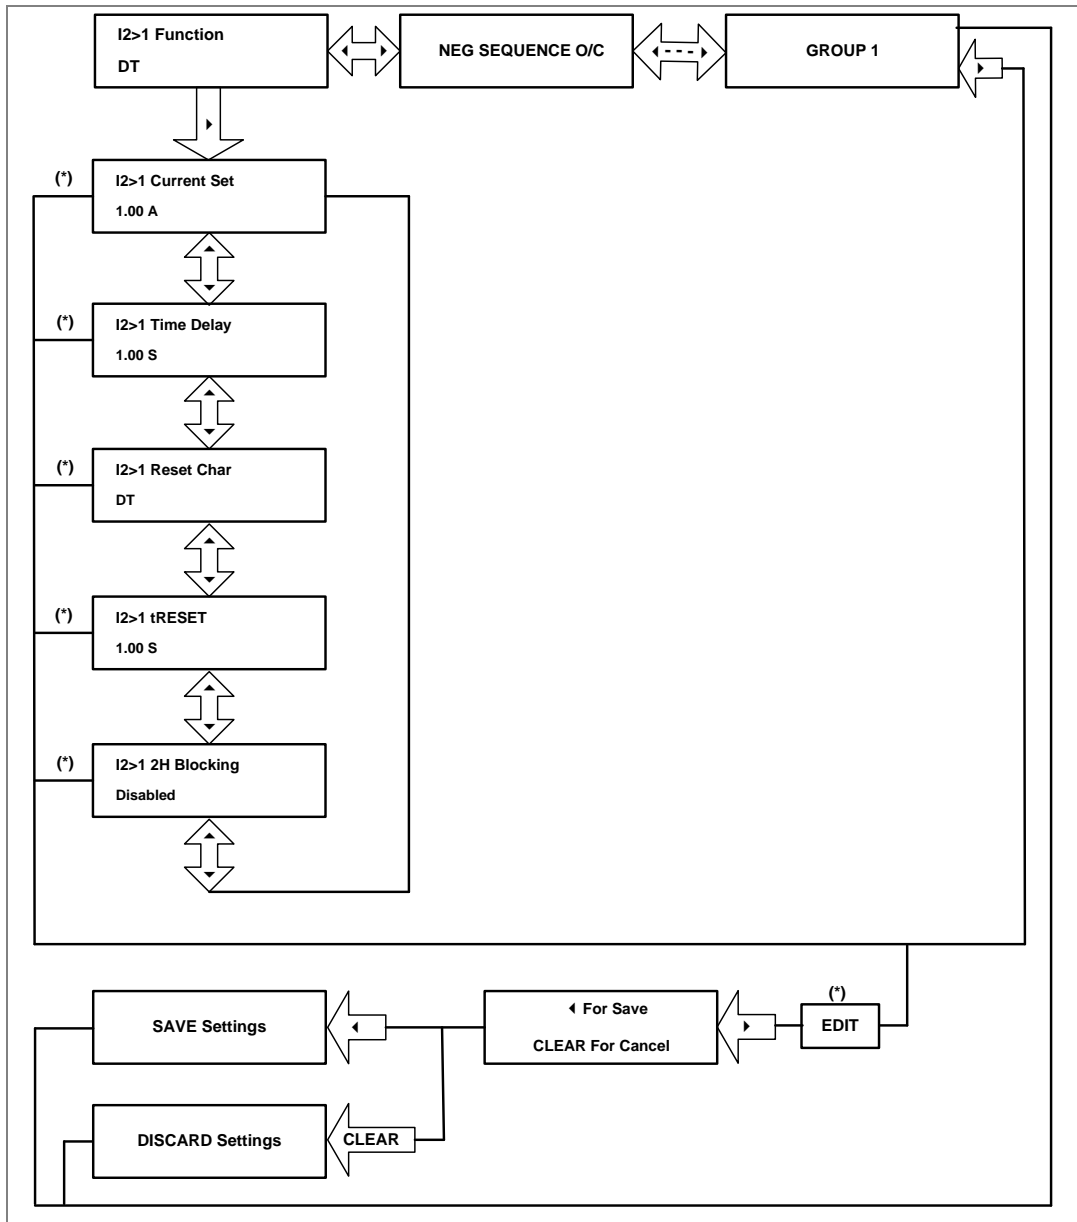 I2>1 Function
DT
NEG SEQUENCE O/C
GROUP 1
(*)
I2>1 Current Set
1.00 A
(*)
I2>1 Time Delay
1.00 S
(*)
I2>1 Reset Char
DT
(*)
I2>1 tRESET
1.00 S
(*)
I2>1 2H Blocking
Disabled
SAVE Settings
For Save
CLEAR For Cancel
(*)
EDIT
DISCARD Settings
CLEAR